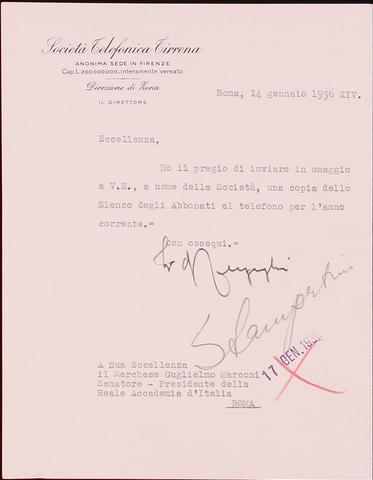 Società Telefonica Tirrena
ANONIMA SEDE IN FIRENZE
Cap. L. 200.000.000. interamente versato
Direzione di Zona
IL DIRETTORE
Roma, 14 gennaio 1936 XIV.
Eccellenza,
Ho il pregio di inviare in omaggio
a V.E., a nome della Società, una copia dello
Elenco degli Abbonati al telefono per l'anno
corrente.=
Con ossequi.=
17 GEN. 193
A Sua Eccellenza
il Marchese Guglielmo Marconi
Senatore - Presidente della
Reale Accademia d'Italia
ROMA